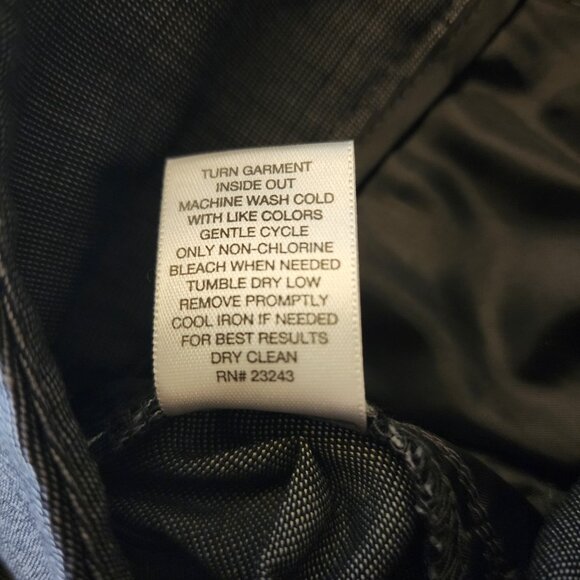 TURN GARMENT
INSIDE OUT
MACHINE WASH COLD
WITH LIKE COLORS
GENTLE CYCLE
ONLY NON-CHLORINE
BLEACH WHEN NEEDED
TUMBLE DRY LOW
REMOVE PROMPTLY
COOL IRON IF NEEDED
FOR BEST RESULTS
DRY CLEAN
RN# 23243